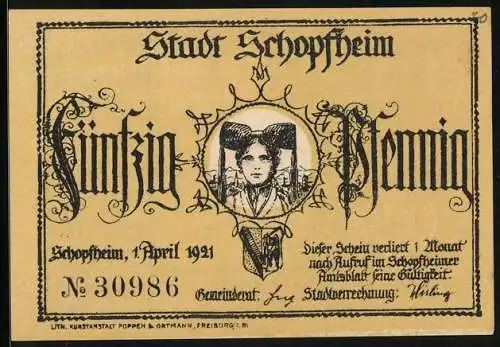 Stadt Schopfheim
Fünfzig Pfennig
Schopfheim, 1. April 1921
№ 30986
Dieser Schein verliert 1 Monat
nach Aufruf im Schopfheimer
Amtsblatt seine Gültigkeit.
Gemeinderat: Stadtverrechnung:
LITH. KUNSTANSTALT POPPEN & ORTMANN, FREIBURG I. BR.